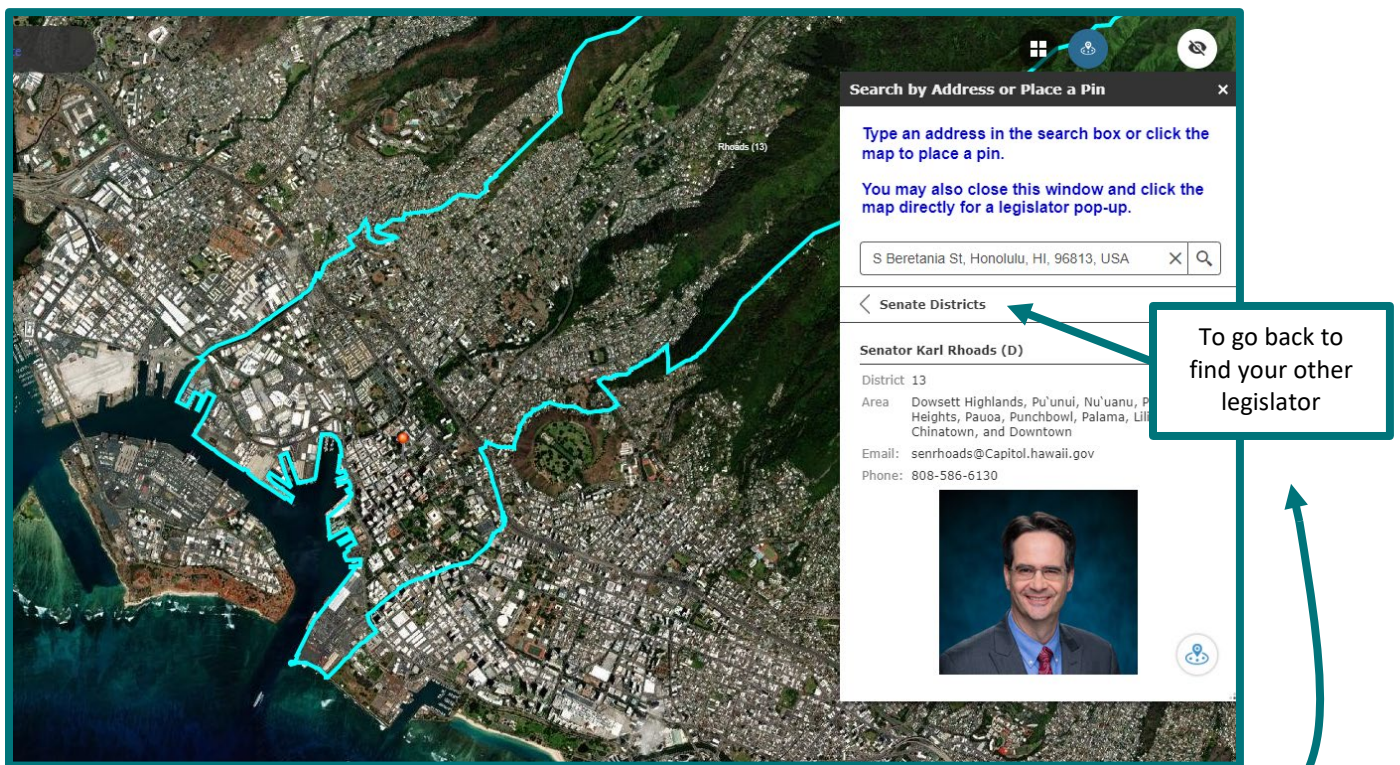 Rhoads (13)
Search by Address or Place a Pin
Type an address in the search box or click the
map to place a pin.
You may also close this window and click the
map directly for a legislator pop-up.
S Beretania St, Honolulu, HI, 96813, USA
Senate Districts
To go back to
find your other
legislator
Senator Karl Rhoads (D)
District 13
Area Dowsett Highlands, Pu`unui, Nu`uanu,
Heights, Pauoa, Punchbowl, Palama,
Chinatown, and Downtown
Email: senrhoads@Capitol.hawaii.gov
Phone: 808-586-6130